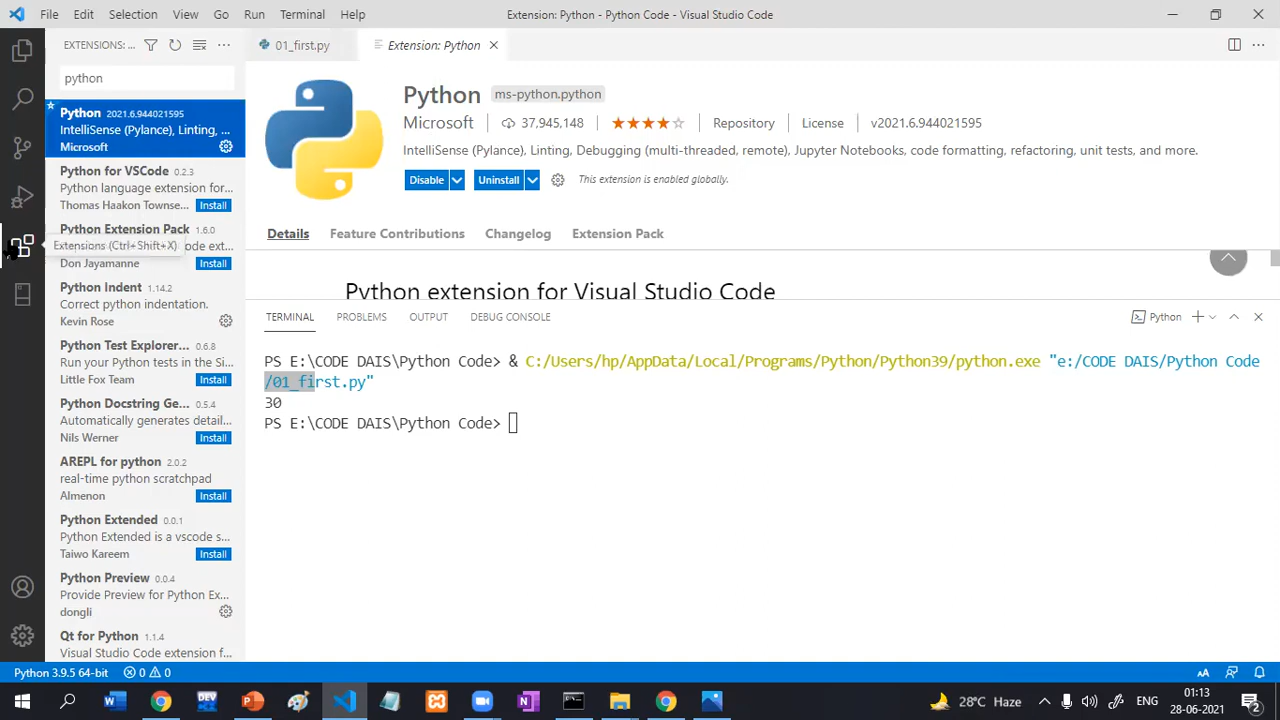 File Edit Selection View Go Run Terminal Help
Extension: Python - Python Code - Visual Studio Code
EXTENSIONS: ...
python
Python 2021.6.944021595
IntelliSense (Pylance), Linting, ...
Microsoft
Python for VSCode 0.2.3
Python language extension for...
Thomas Haakon Townse... Install
Python Extension Pack 1.6.0
Extensions (Ctrl+Shift+X) ode ext...
Don Jayamanne Install
Python Indent 1.14.2
Correct python indentation.
Kevin Rose
Python Test Explorer... 0.6.8
Run your Python tests in the Si...
Little Fox Team Install
Python Docstring Ge... 0.5.4
Automatically generates detail...
Nils Werner Install
AREPL for python 2.0.2
real-time python scratchpad
Almenon Install
Python Extended 0.0.1
Python Extended is a vscode s...
Taiwo Kareem Install
Python Preview 0.0.4
Provide Preview for Python Ex...
dongli
Qt for Python 1.1.4
Visual Studio Code extension f...
01_first.py Extension: Python
Python ms-python.python
Microsoft 37,945,148 Repository License v2021.6.944021595
IntelliSense (Pylance), Linting, Debugging (multi-threaded, remote), Jupyter Notebooks, code formatting, refactoring, unit tests, and more.
Disable Uninstall This extension is enabled globally.
Details Feature Contributions Changelog Extension Pack
Python extension for Visual Studio Code
TERMINAL PROBLEMS OUTPUT DEBUG CONSOLE Python
PS E:\CODE DAIS\Python Code> & C:/Users/hp/AppData/Local/Programs/Python/Python39/python.exe "e:/CODE DAIS/Python Code
/01_first.py"
30
PS E:\CODE DAIS\Python Code>
Python 3.9.5 64-bit 0 0
DEV
28°C Haze ENG 01:13
28-06-2021 2